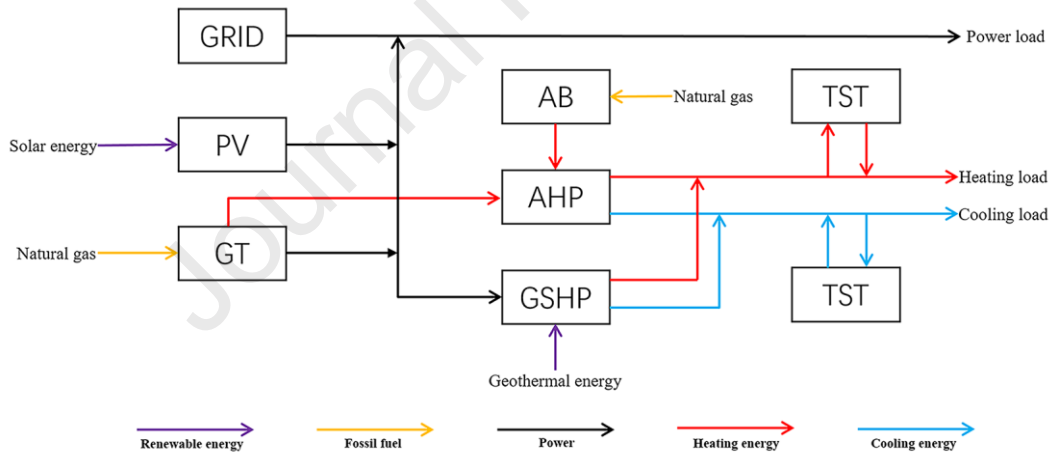 GRID
Power load
AB
Natural gas
TST
Solar energy
PV
AHP
Heating load
Cooling load
Natural gas
GT
GSHP
TST
Geothermal energy
Renewable energy
Fossil fuel
Power
Heating energy
Cooling energy
Journal